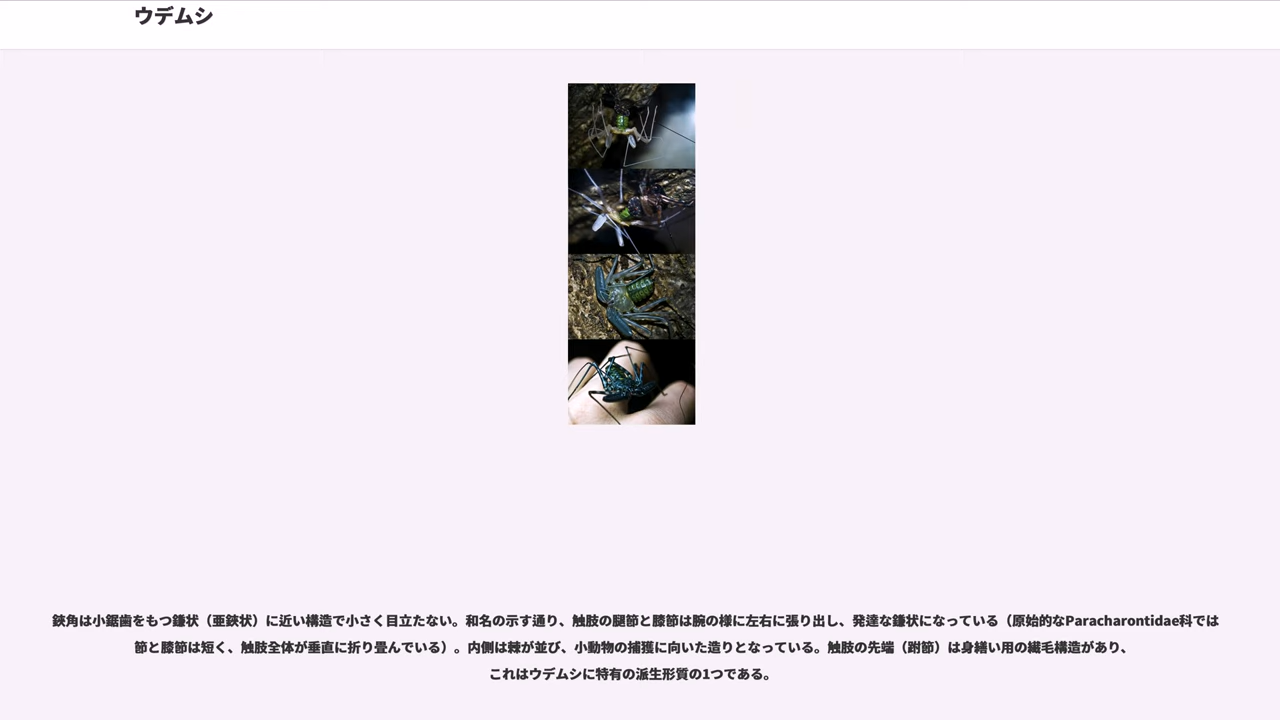 ウデムシ
鋏角は小鋸歯をもつ鎌状（亜鋏状）に近い構造で小さく目立たない。和名の示す通り、触肢の腿節と膝節は腕の様に左右に張り出し、発達な鎌状になっている（原始的なParacharontidae科では
節と膝節は短く、触肢全体が垂直に折り畳んでいる）。内側は棘が並び、小動物の捕獲に向いた造りとなっている。触肢の先端（跗節）は身繕い用の繊毛構造があり、
これはウデムシに特有の派生形質の1つである。